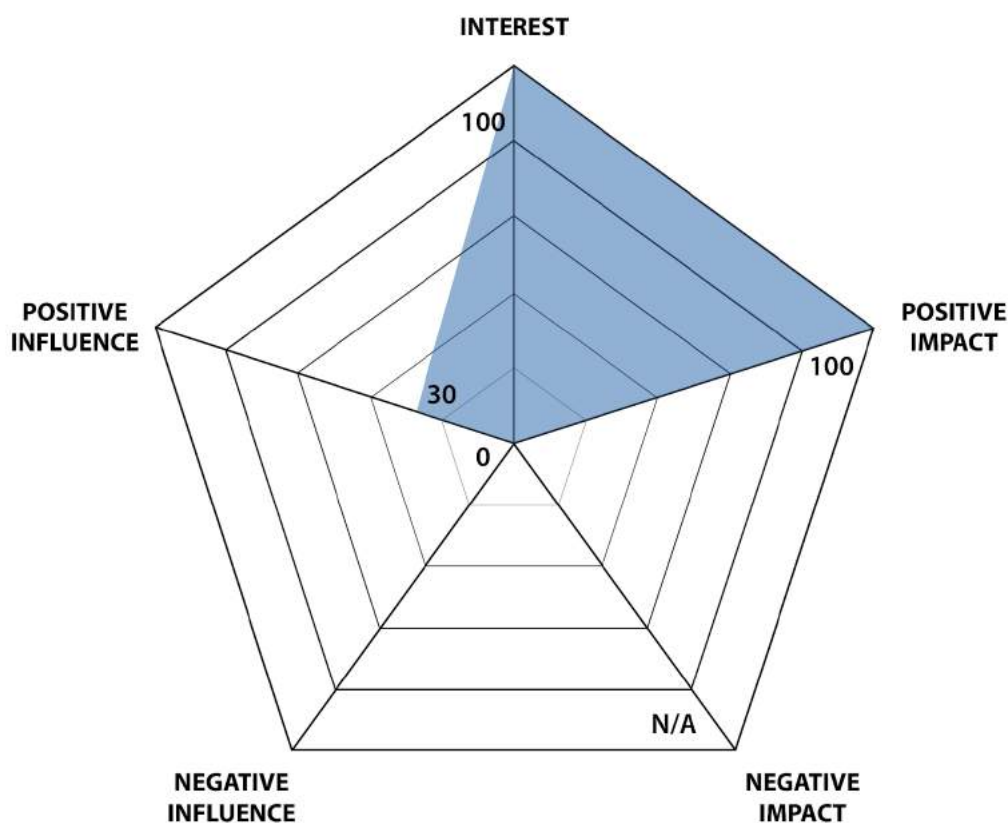 INTEREST
100
POSITIVE
INFLUENCE
POSITIVE
IMPACT
100
30
0
N/A
NEGATIVE
INFLUENCE
NEGATIVE
IMPACT